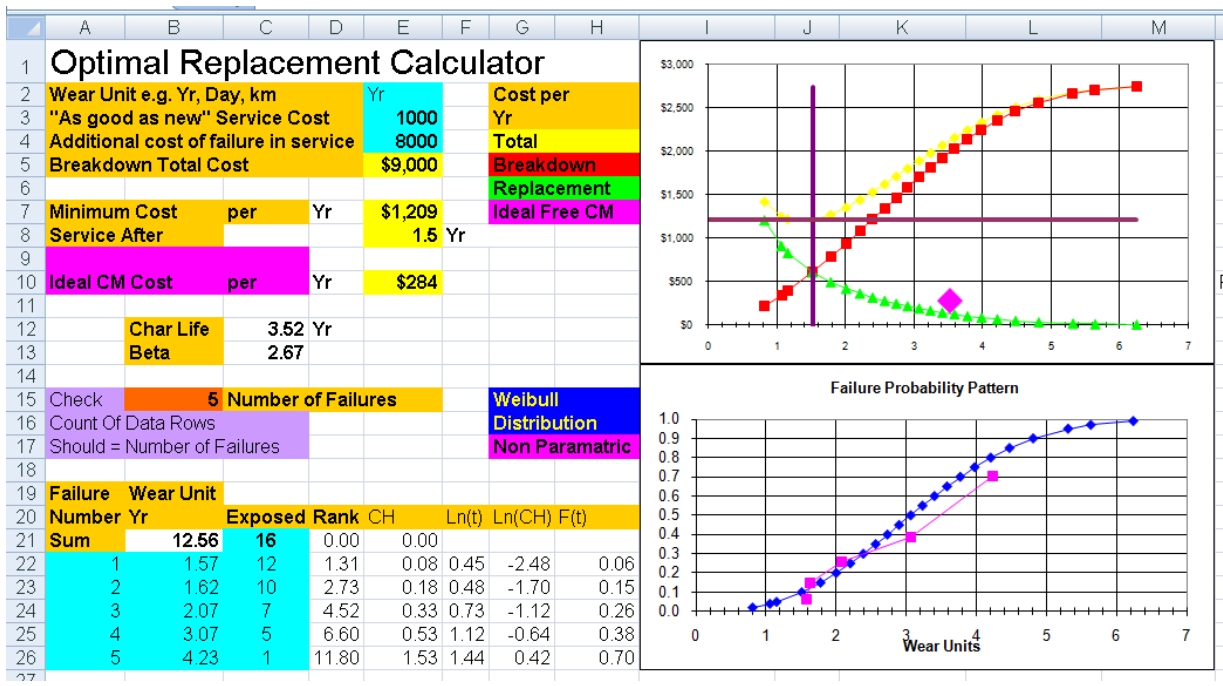 A B C D E F G H I J K L M
1 Optimal Replacement Calculator
2 Wear Unit e.g. Yr, Day, km Yr Cost per
3 "As good as new" Service Cost 1000 Yr
4 Additional cost of failure in service 8000 Total
5 Breakdown Total Cost $9,000 Breakdown
6 Replacement
7 Minimum Cost per Yr $1,209 Ideal Free CM
8 Service After 1.5 Yr
9
10 Ideal CM Cost per Yr $284
11
12 Char Life 3.52 Yr
13 Beta 2.67
14
15 Check 5 Number of Failures Weibull
16 Count Of Data Rows Distribution
17 Should = Number of Failures Non Paramatric
18
19 Failure Wear Unit
20 Number Yr Exposed Rank CH Ln(t) Ln(CH) F(t)
21 Sum 12.56 16 0.00 0.00
22 1 1.57 12 1.31 0.08 0.45 -2.48 0.06
23 2 1.62 10 2.73 0.18 0.48 -1.70 0.15
24 3 2.07 7 4.52 0.33 0.73 -1.12 0.26
25 4 3.07 5 6.60 0.53 1.12 -0.64 0.38
26 5 4.23 1 11.80 1.53 1.44 0.42 0.70
$3,000
$2,500
$2,000
$1,500
$1,000
$500
$0
0 1 2 3 4 5 6 7
Failure Probability Pattern
1.0
0.9
0.8
0.7
0.6
0.5
0.4
0.3
0.2
0.1
0.0
0 1 2 3 4 5 6 7
Wear Units